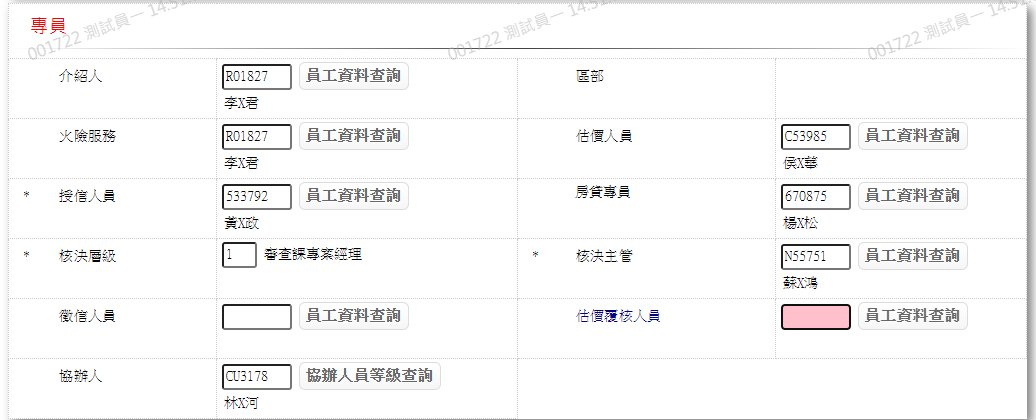 專員
001722 測試員一 14.51
001722 測試員一 14.51
001722 測試員一 14.51
介紹人 R01827 員工資料查詢 區部
李X君
火險服務 R01827 員工資料查詢 估價人員 C53985 員工資料查詢
李X君 侯X華
* 授信人員 533792 員工資料查詢 房貸專員 670875 員工資料查詢
黃X政 楊X松
* 核決層級 1 審查課專案經理 * 核決主管 N55751 員工資料查詢
蘇X鴻
徵信人員 員工資料查詢 估價覆核人員 員工資料查詢
協辦人 CU3178 協辦人員等級查詢
林X河